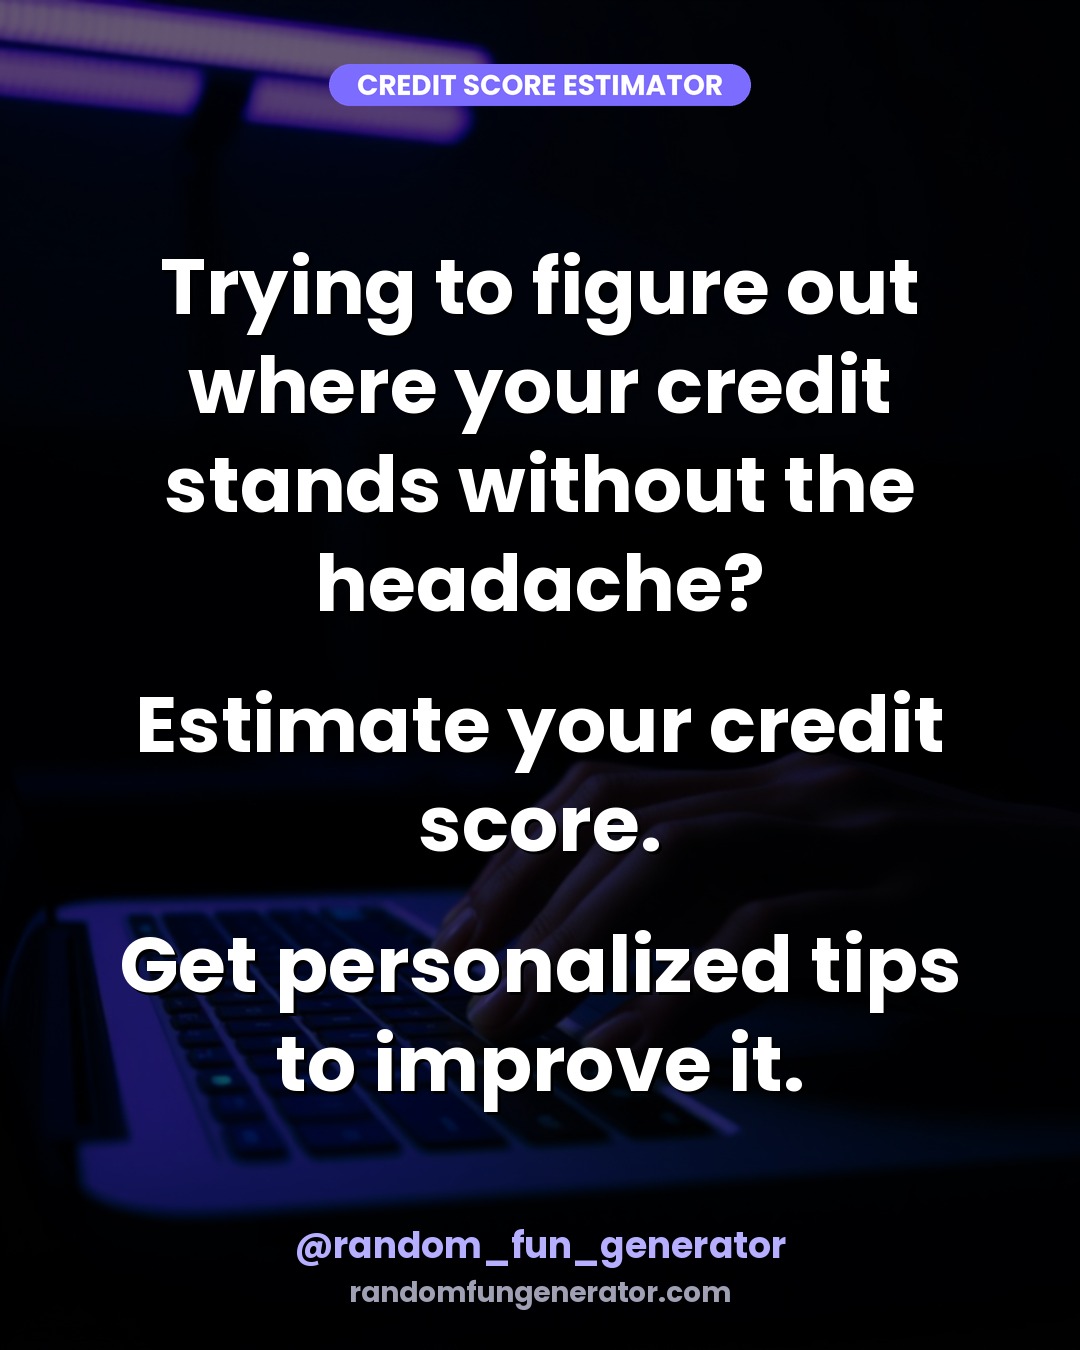 CREDIT SCORE ESTIMATOR
Trying to figure out
where your credit
stands without the
headache?
Estimate your credit
score.
Get personalized tips
to improve it.
@random_fun_generator
randomfungenerator.com